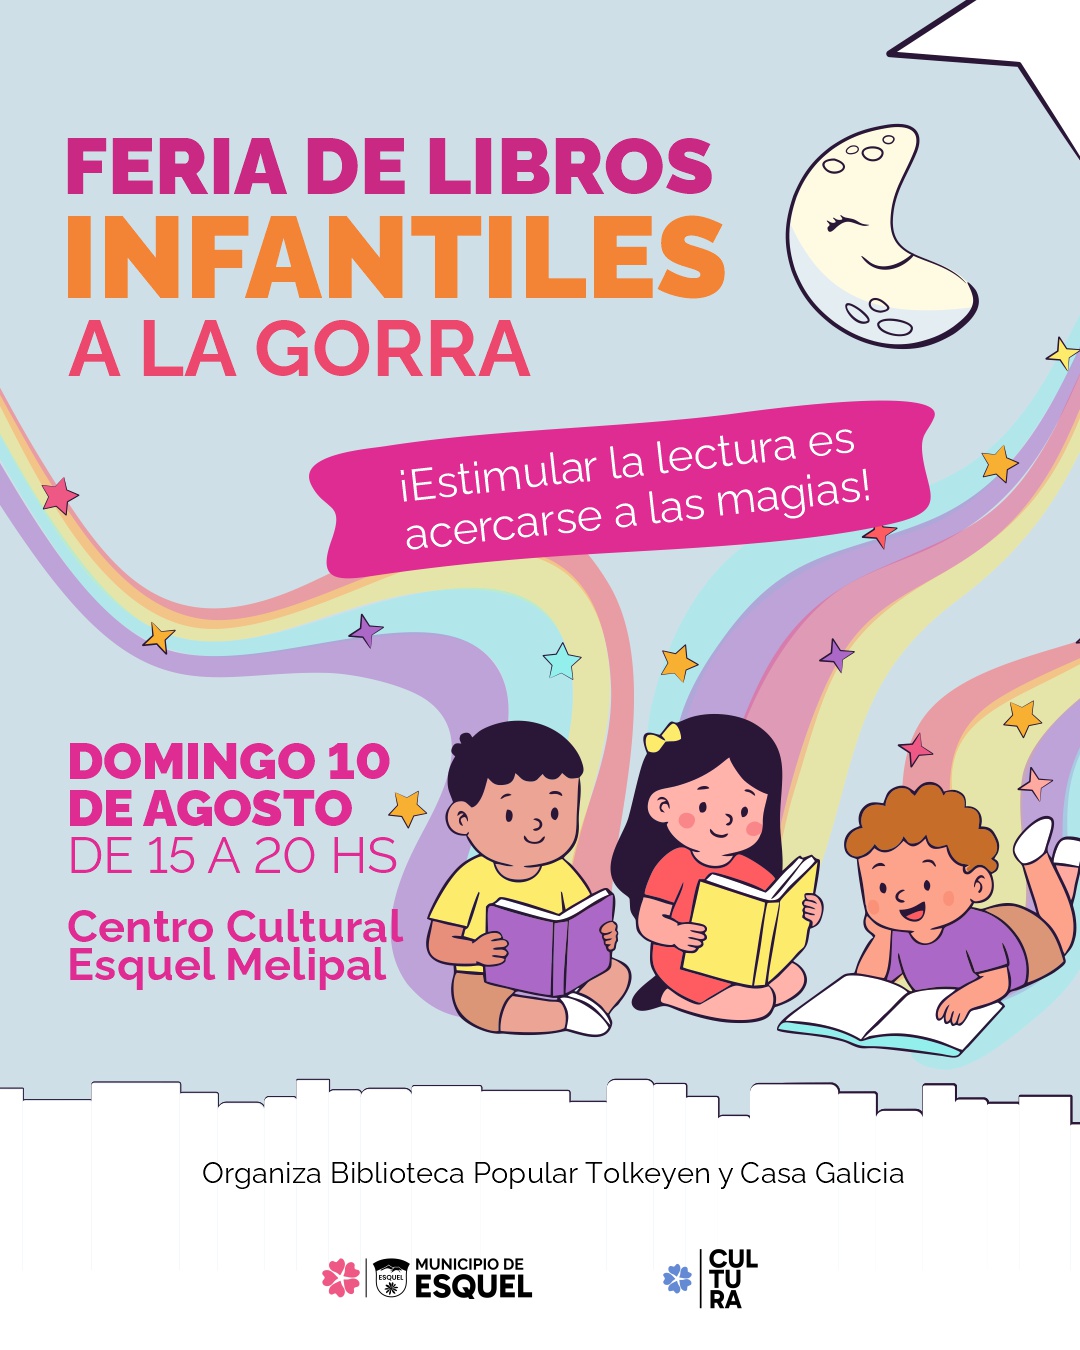 FERIA DE LIBROS
INFANTILES
A LA GORRA
¡Estimular la lectura es
acercarse a las magias!
DOMINGO 10
DE AGOSTO
DE 15 A 20 HS
Centro Cultural
Esquel Melipal
Organiza Biblioteca Popular Tolkeyen y Casa Galicia
ESQUEL
MUNICIPIO DE
ESQUEL
CUL
TU
RA